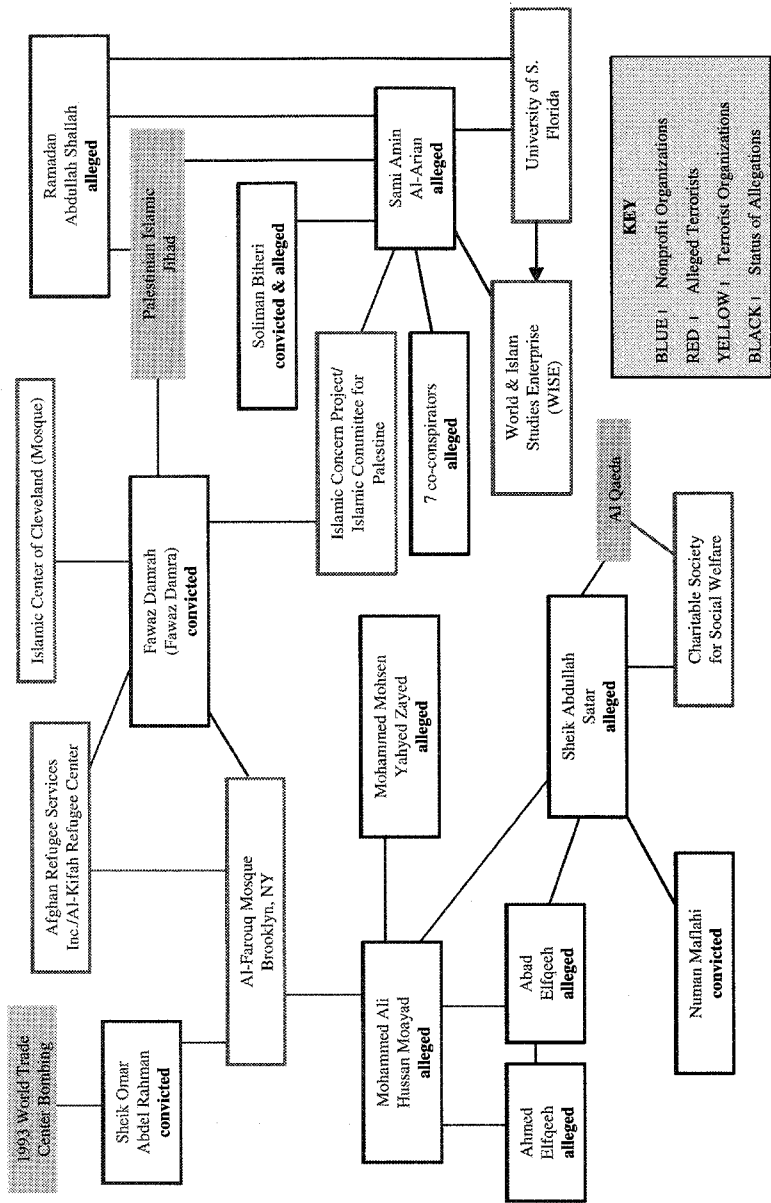 1993 World Trade
Center Bombing
Sheik Omar
Abdel Rahman
convicted
Afghan Refugee Services
Inc./Al-Kifah Refugee Center
Al-Farouq Mosque
Brooklyn, NY
Islamic Center of Cleveland (Mosque)
Fawaz Damrah
(Fawaz Damra)
convicted
Ramadan
Abdullah Shallah
alleged
Palestinian Islamic
Jihad
Soliman Biheri
convicted & alleged
Islamic Concern Project/
Islamic Committee for
Palestine
Sami Amin
Al-Arian
alleged
7 co-conspirators
alleged
World & Islam
Studies Enterprise
(WISE)
University of S.
Florida
Mohammed Ali
Hussan Moayad
alleged
Mohammed Mohsen
Yahyed Zayed
alleged
Ahmed
Elfqeeh
alleged
Abad
Elfqeeh
alleged
Sheik Abdullah
Satar
alleged
Al Qaeda
Numan Maflahi
convicted
Charitable Society
for Social Welfare
KEY
BLUE : Nonprofit Organizations
RED : Alleged Terrorists
YELLOW : Terrorist Organizations
BLACK : Status of Allegations